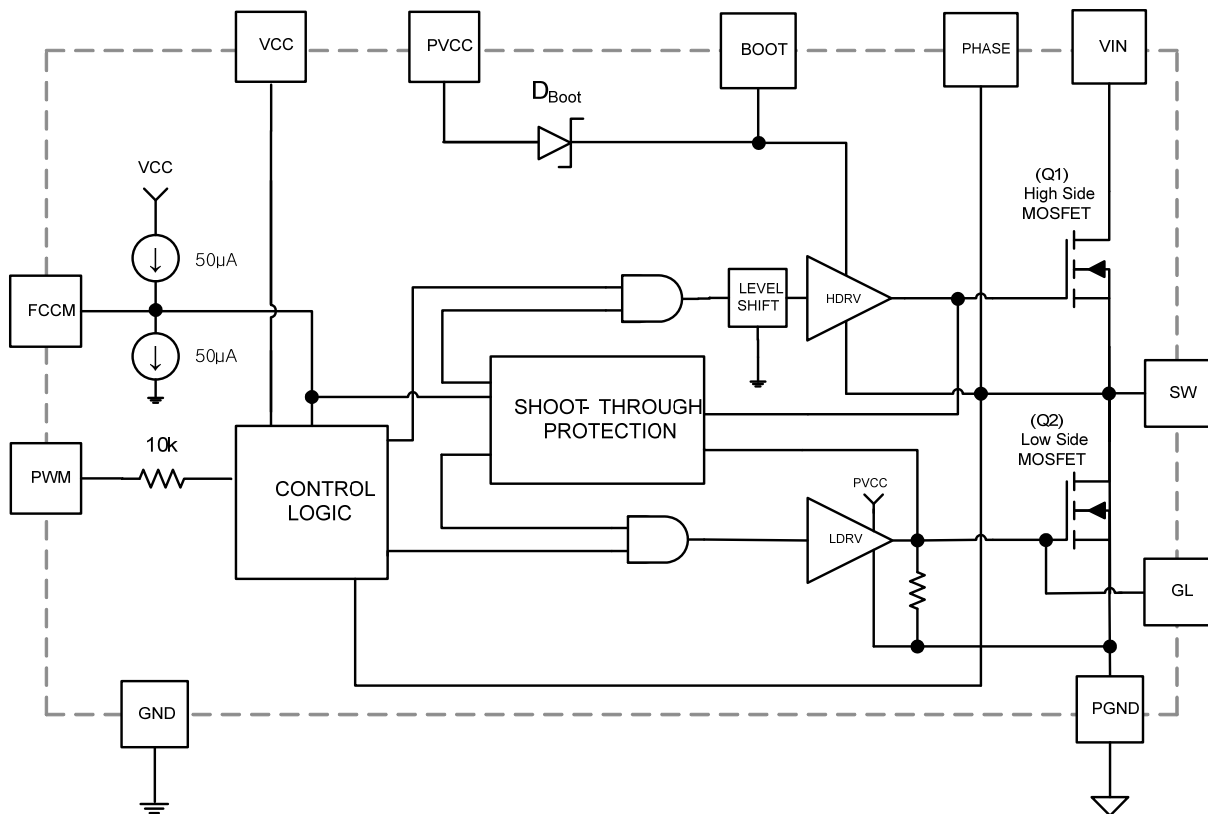 VCC
PVCC
BOOT
PHASE
VIN
DBoot
VCC
50µA
(Q1)
High Side
MOSFET
FCCM
LEVEL
SHIFT
HDRV
50µA
SHOOT- THROUGH
PROTECTION
SW
(Q2)
Low Side
MOSFET
10k
PWM
CONTROL
LOGIC
PVCC
LDRV
GL
GND
PGND